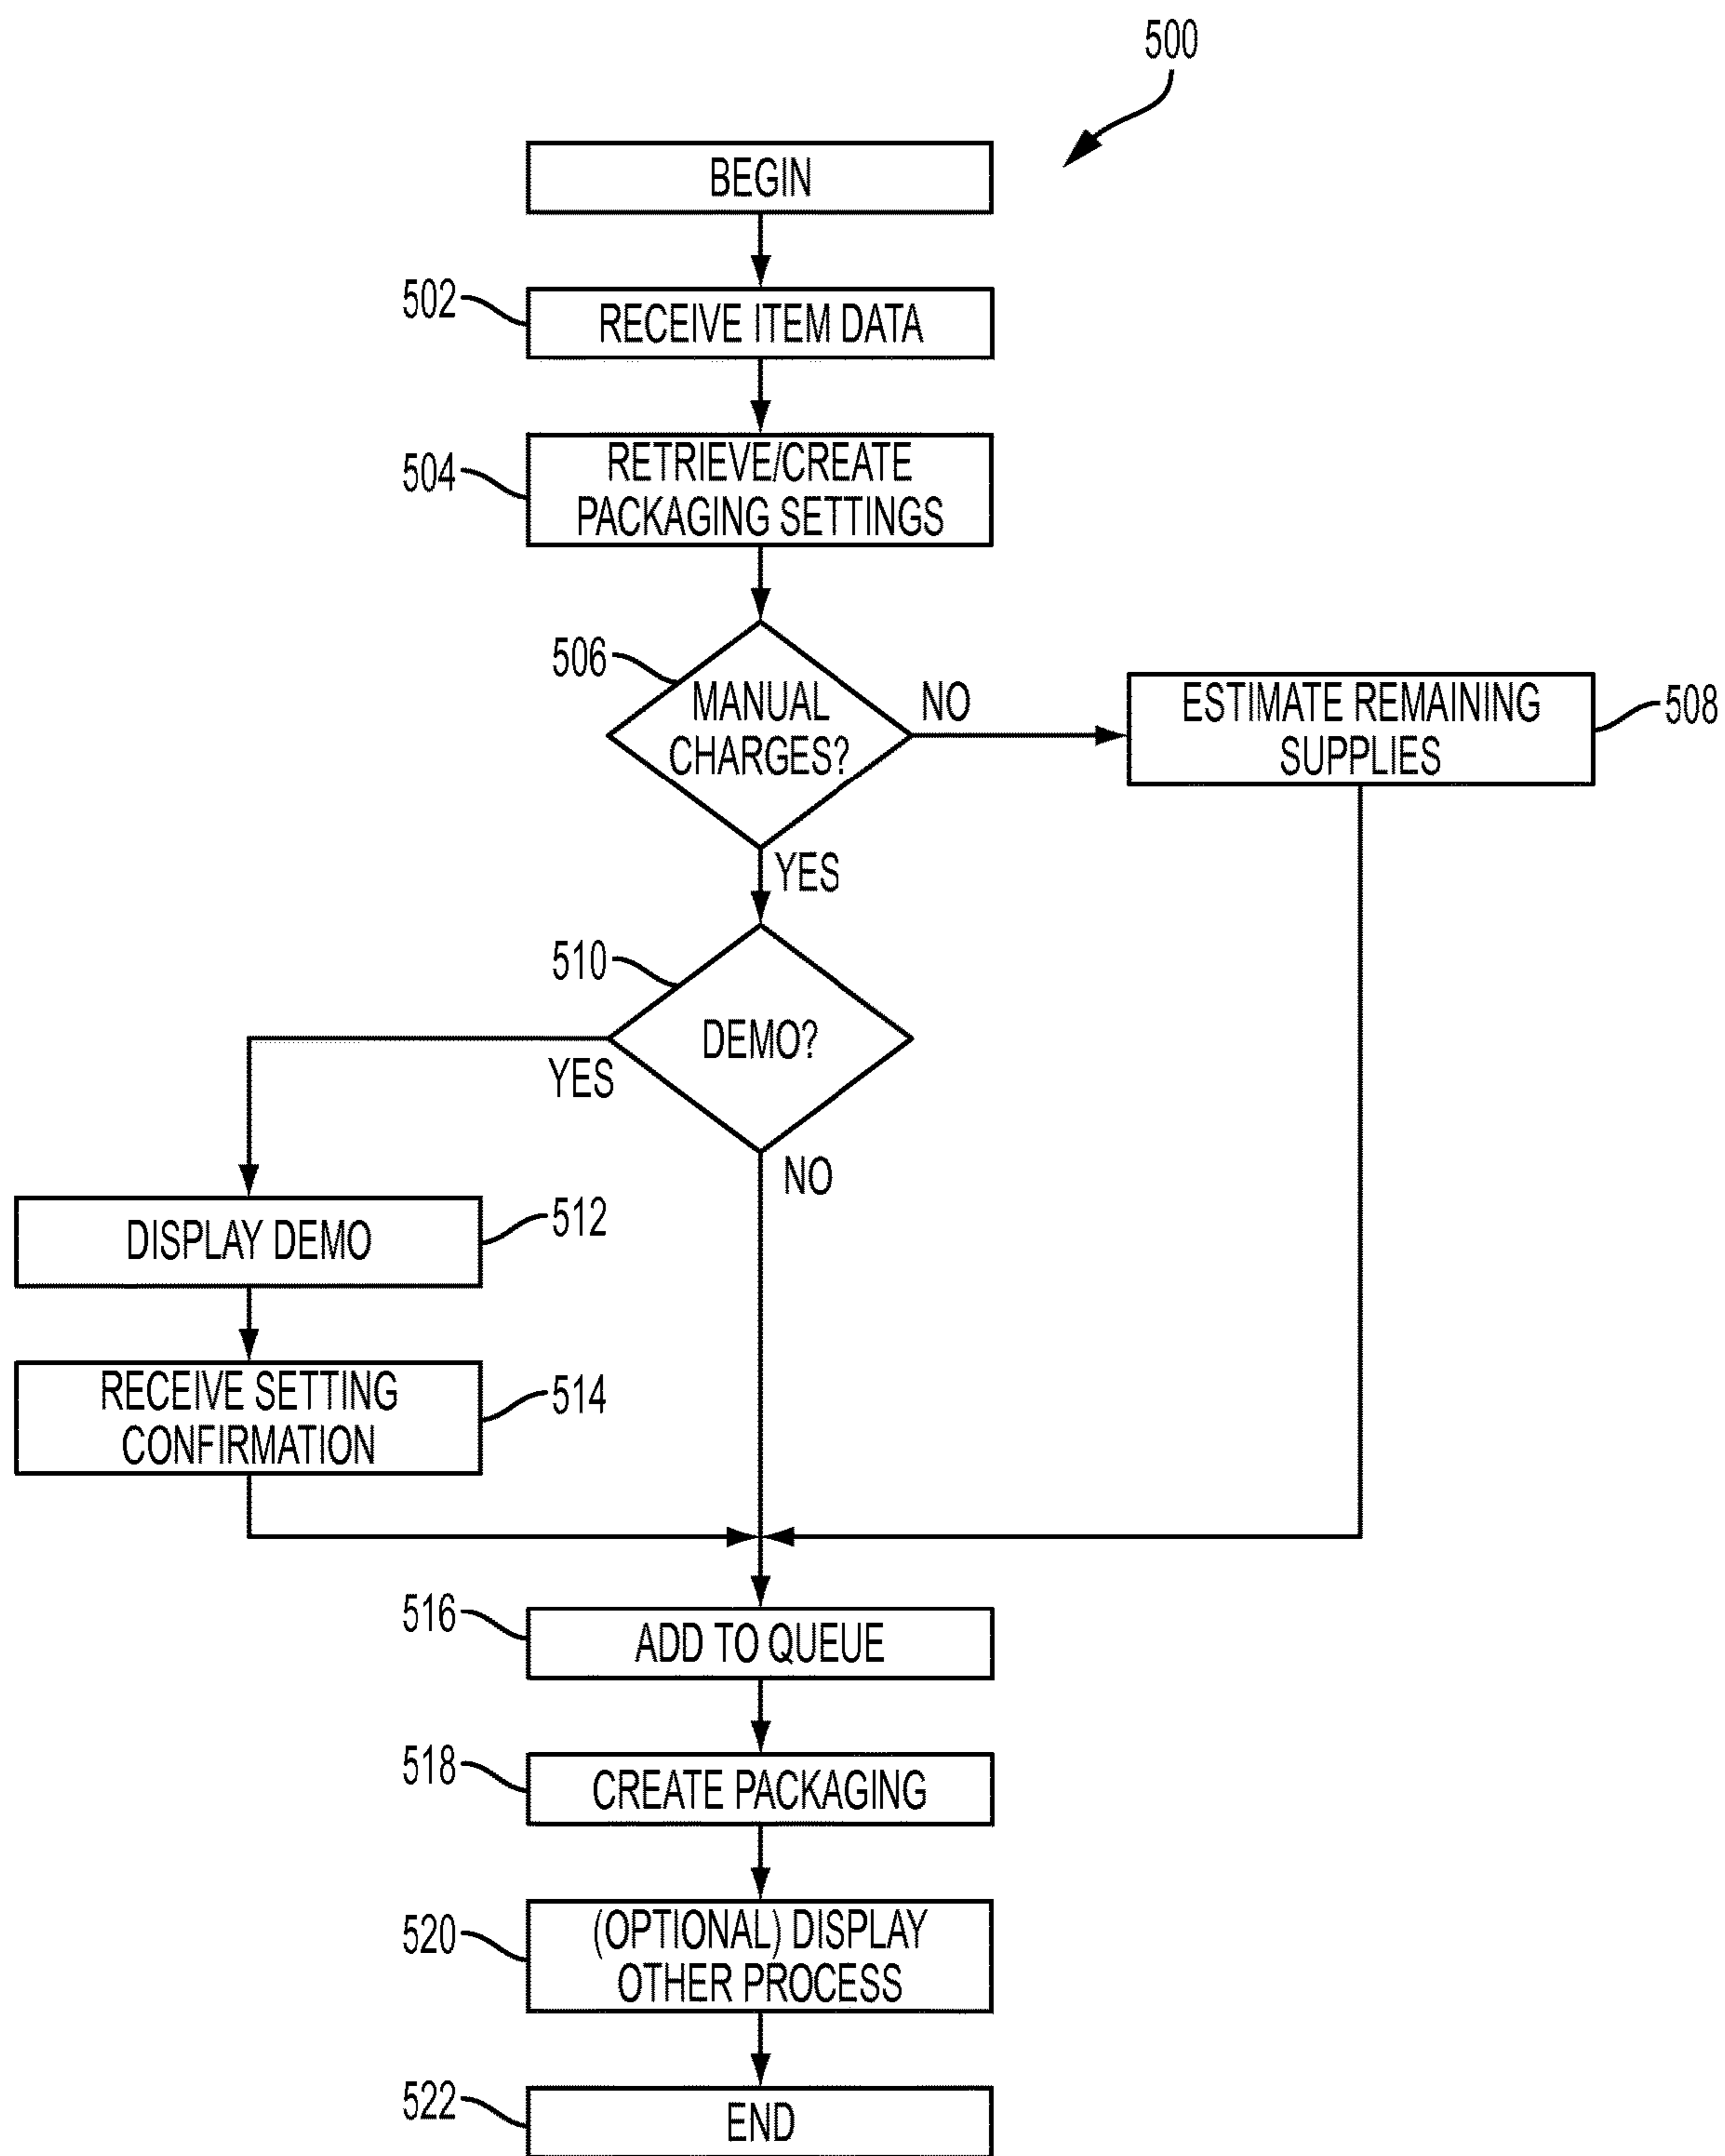 500
BEGIN
502
RECEIVE ITEM DATA
504
RETRIEVE/CREATE
PACKAGING SETTINGS
506
MANUAL
CHARGES?
NO
ESTIMATE REMAINING
SUPPLIES
508
YES
510
DEMO?
YES
NO
DISPLAY DEMO
512
RECEIVE SETTING
CONFIRMATION
514
516
ADD TO QUEUE
518
CREATE PACKAGING
520
(OPTIONAL) DISPLAY
OTHER PROCESS
522
END